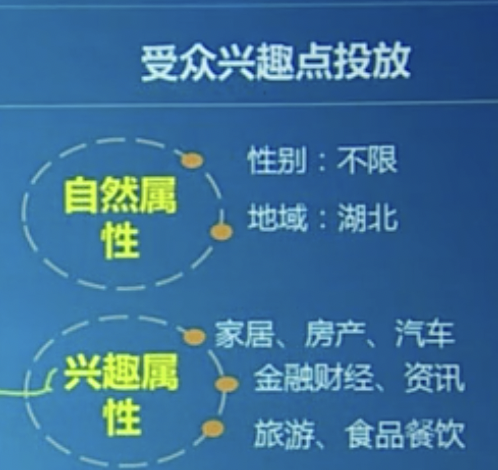 受众兴趣点投放
性别：不限
自然属
性
地域：湖北
家居、房产、汽车
兴趣属
性
金融财经、资讯
旅游、食品餐饮